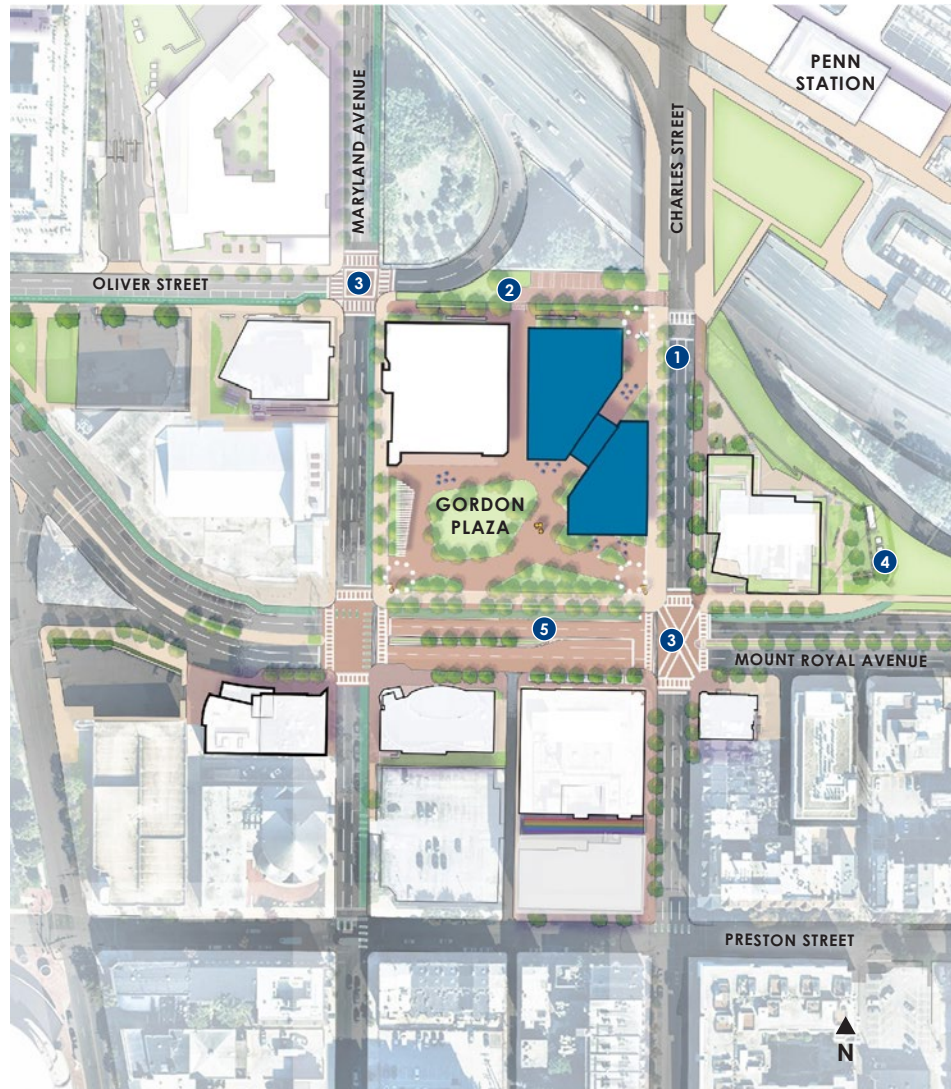 PENN
STATION
MARYLAND AVENUE
CHARLES STREET
OLIVER STREET
3
2
1
GORDON
PLAZA
4
5
3
MOUNT ROYAL AVENUE
PRESTON STREET
N